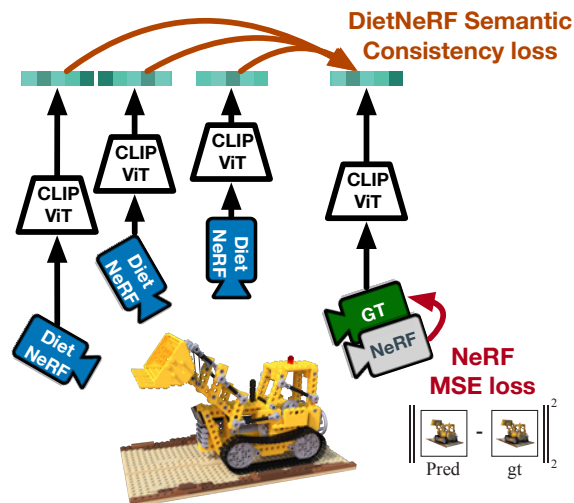 DietNeRF Semantic
Consistency loss
CLIP
ViT
CLIP
ViT
CLIP
ViT
CLIP
ViT
Diet
NeRF
Diet
NeRF
Diet
NeRF
GT
NeRF
NeRF
MSE loss
2
-
2
Pred
gt